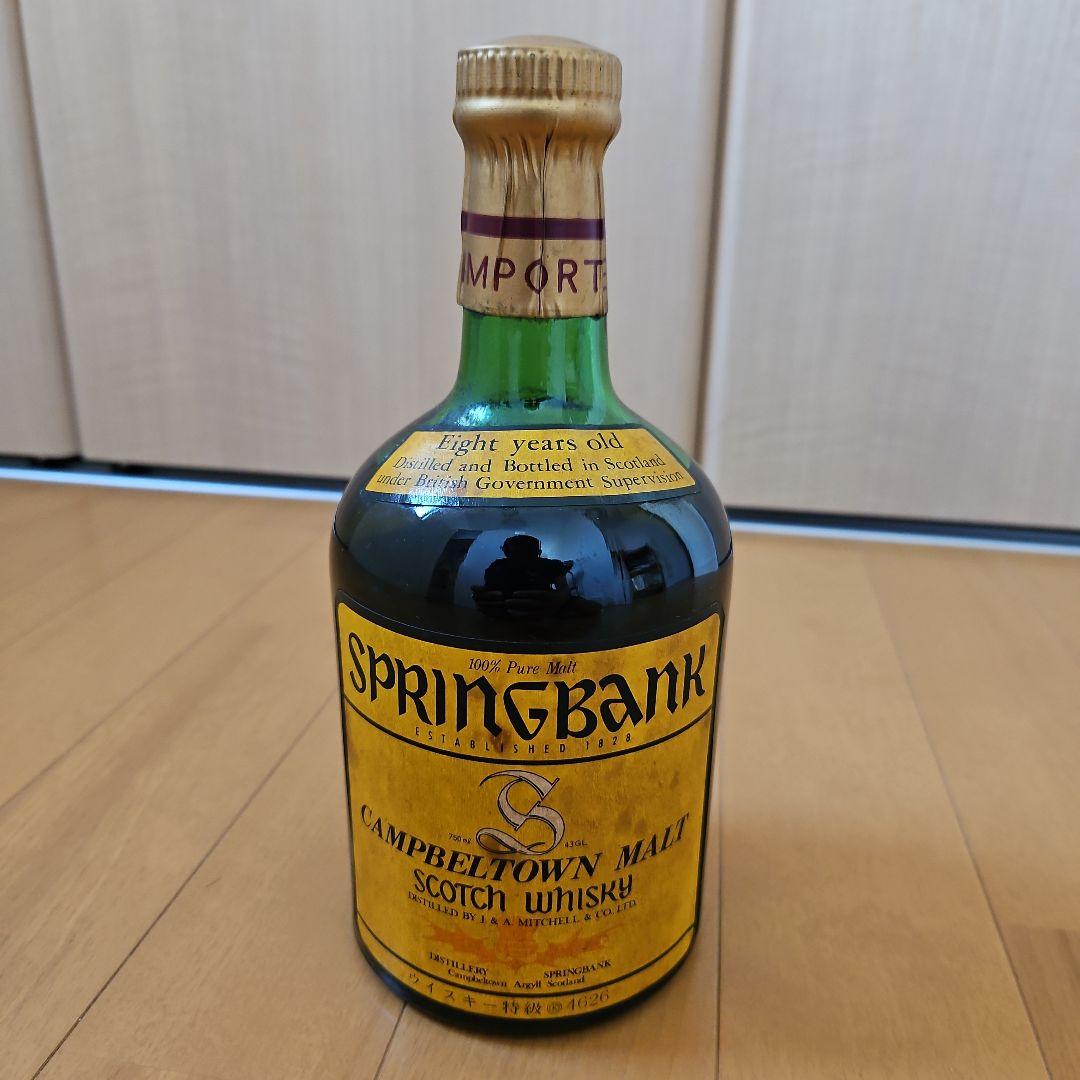 IMPORTE
Eight years old
Distilled and Bottled in Scotland
under British Government Supervision
100% Pure Malt
SPRINGBANK
ESTABLISHED 1828
S
750 ml 43GL.
CAMPBELTOWN MALT
SCOTCH WHISKY
DISTILLED BY J. & A. MITCHELL & CO. LTD.
DISTILLERY SPRINGBANK
Campbeltown Argyll Scotland
ウイスキー特級 4626